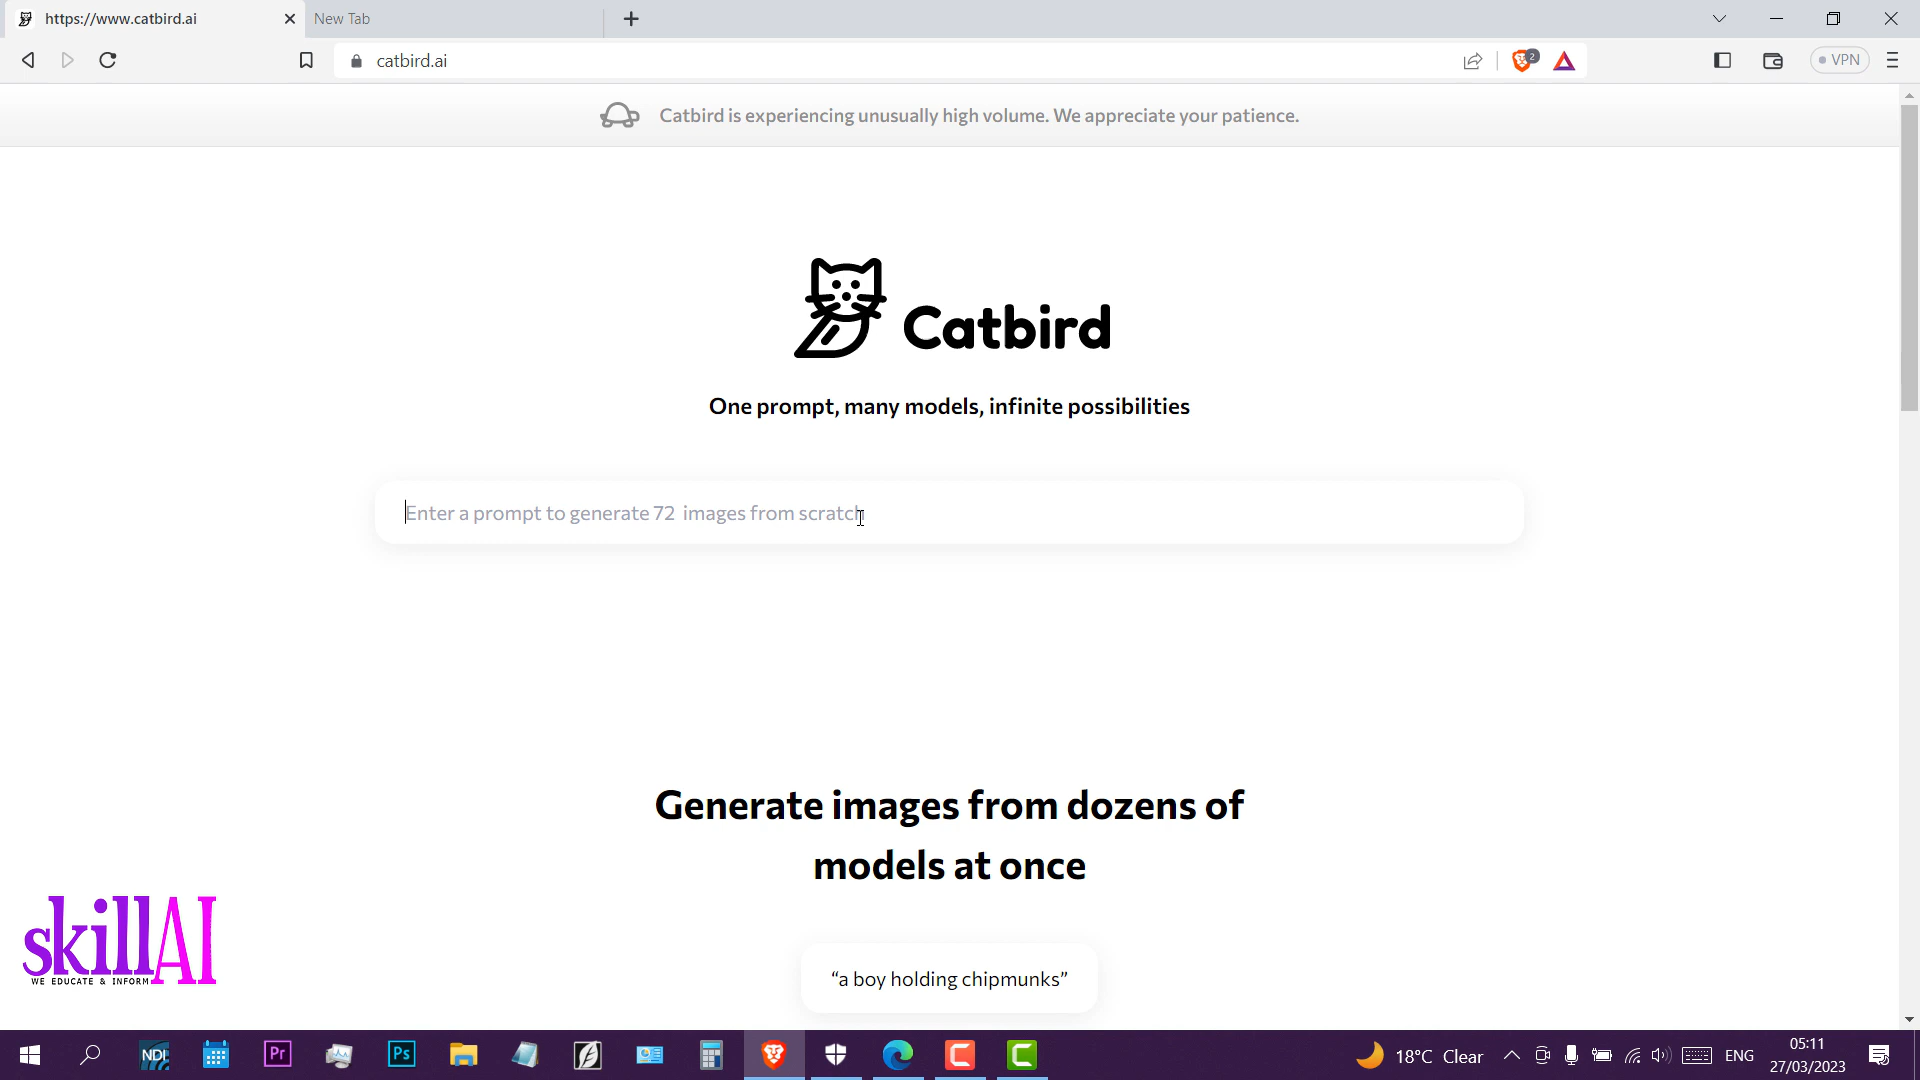 https://www.catbird.ai
New Tab
catbird.ai
2
VPN
Catbird is experiencing unusually high volume. We appreciate your patience.
Catbird
One prompt, many models, infinite possibilities
Enter a prompt to generate 72 images from scratch
Generate images from dozens of
models at once
“a boy holding chipmunks”
skillAI
WE EDUCATE & INFORM
NDI
Pr
Ps
18°C Clear
ENG
05:11
27/03/2023